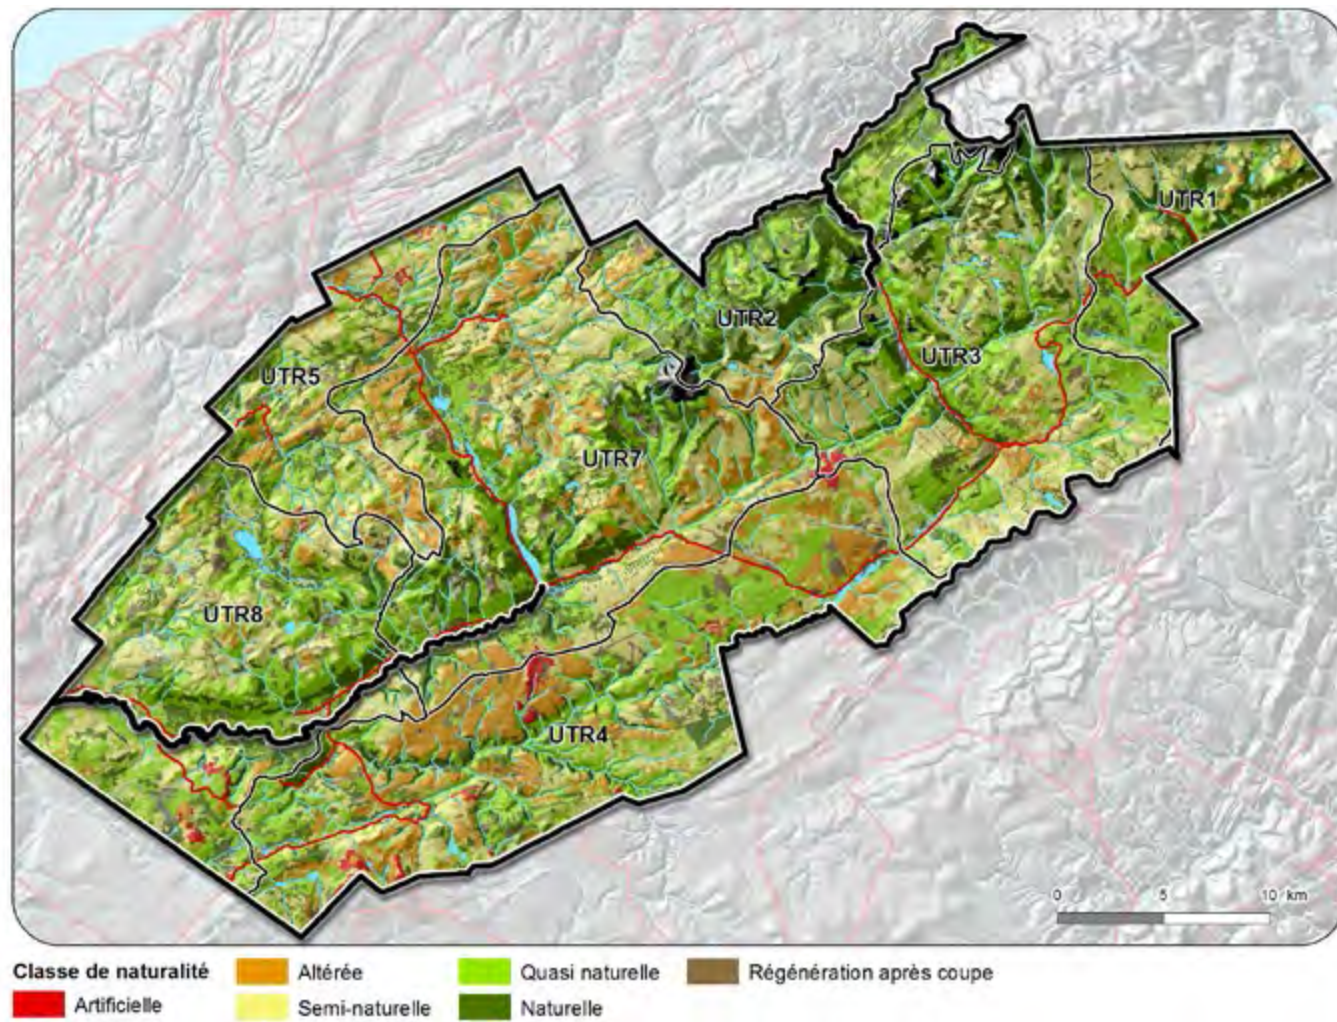 UTR1
UTR2
UTR3
UTR5
UTR7
UTR8
UTR4
0 5 10 km
Classe de naturalité
Altérée
Quasi naturelle
Régénération après coupe
Artificielle
Semi-naturelle
Naturelle